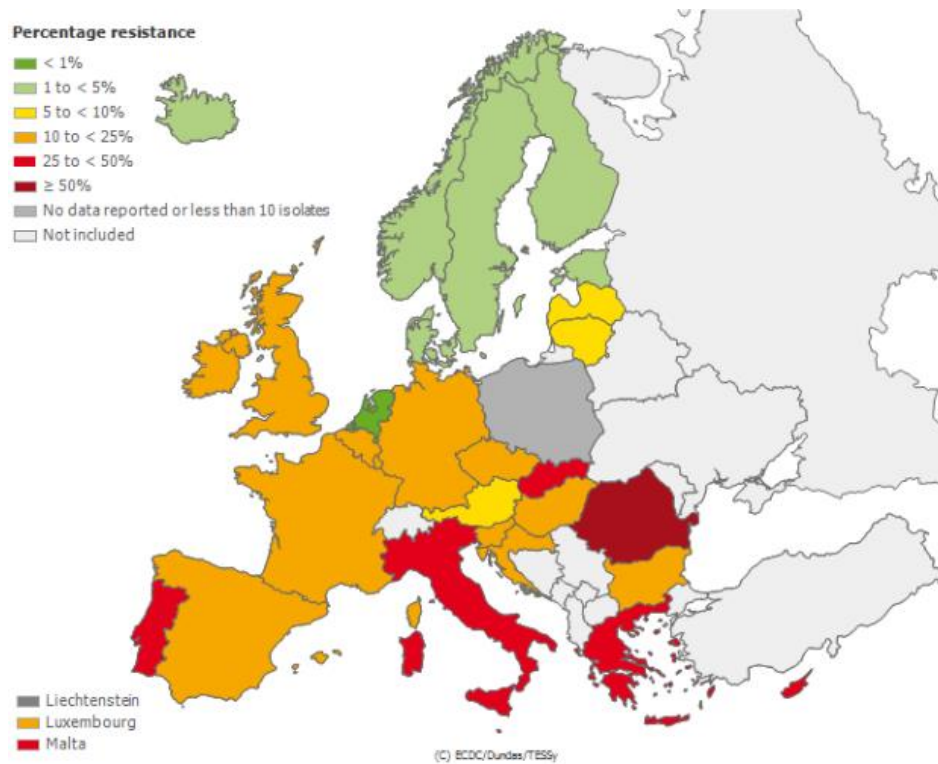 Percentage resistance
< 1%
1 to < 5%
5 to < 10%
10 to < 25%
25 to < 50%
≥ 50%
No data reported or less than 10 isolates
Not included
Liechtenstein
Luxembourg
Malta
(C) ECDC/Dundas/TESSy